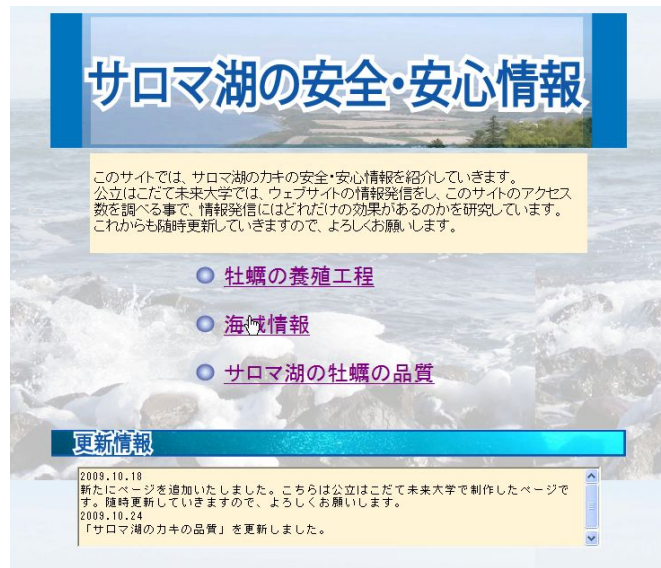 サロマ湖の安全・安心情報
このサイトでは、サロマ湖のカキの安全・安心情報を紹介していきます。
公立はこだて未来大学では、ウェブサイトの情報発信をし、このサイトのアクセス
数を調べる事で、情報発信にはどれだけの効果があるのかを研究しています。
これからも随時更新していきますので、よろしくお願いします。
牡蠣の養殖工程
海域情報
サロマ湖の牡蠣の品質
更新情報
2009.10.18
新たにページを追加いたしました。こちらは公立はこだて未来大学で制作したページで
す。随時更新していきますので、よろしくお願いします。
2009.10.24
「サロマ湖のカキの品質」を更新しました。